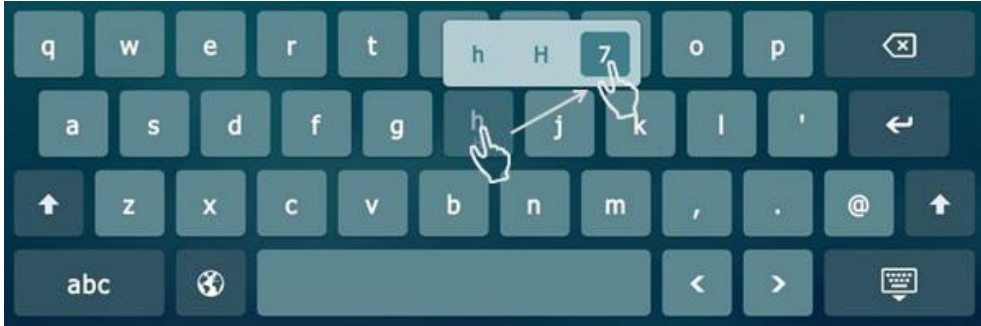 q w e r t h H 7 o p
a s d f g h j k l '
z x c v b n m , . @
abc < >